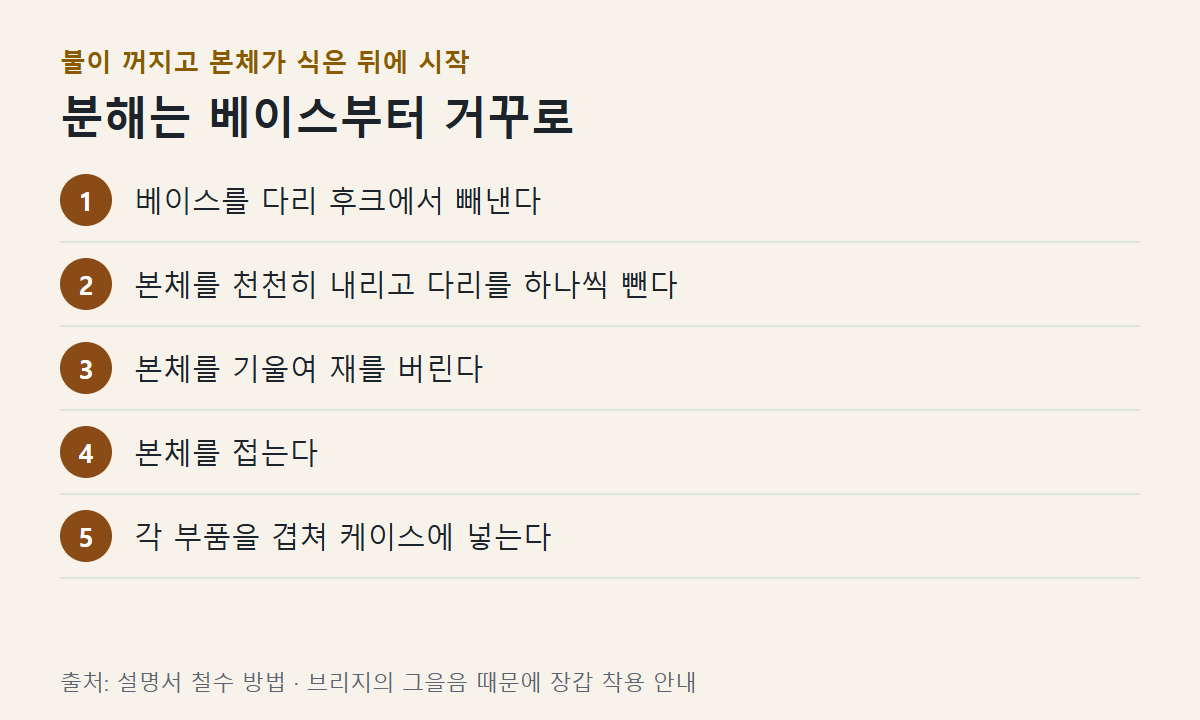 불이 꺼지고 본체가 식은 뒤에 시작
분해는 베이스부터 거꾸로
1 베이스를 다리 후크에서 빼낸다
2 본체를 천천히 내리고 다리를 하나씩 뺀다
3 본체를 기울여 재를 버린다
4 본체를 접는다
5 각 부품을 겹쳐 케이스에 넣는다
출처: 설명서 철수 방법 · 브리지의 그을음 때문에 장갑 착용 안내